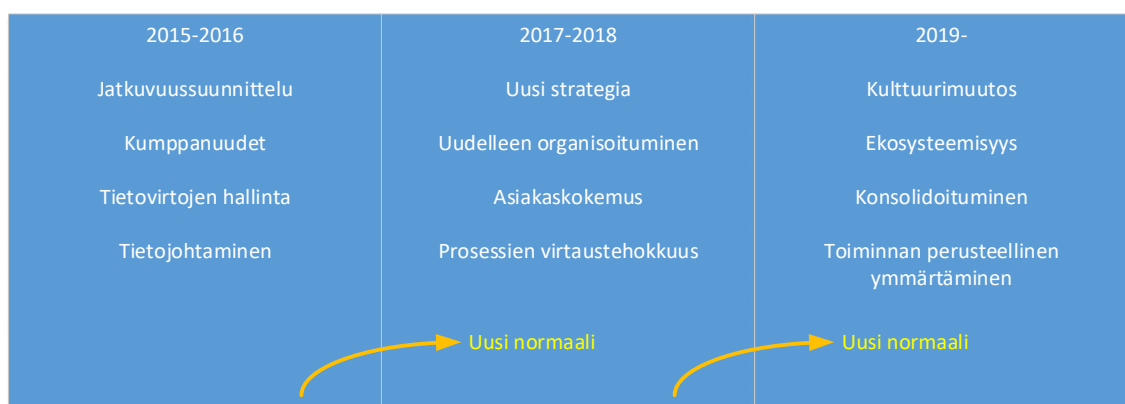 2015-2016
Jatkuvuussuunnittelu
Kumppanuudet
Tietovirtojen hallinta
Tietojohtaminen
2017-2018
Uusi strategia
Uudelleen organisoituminen
Asiakaskokemus
Prosessien virtaustehokkuus
Uusi normaali
2019-
Kulttuurimuutos
Ekosysteemisyys
Konsolidoituminen
Toiminnan perusteellinen
ymmärtäminen
Uusi normaali